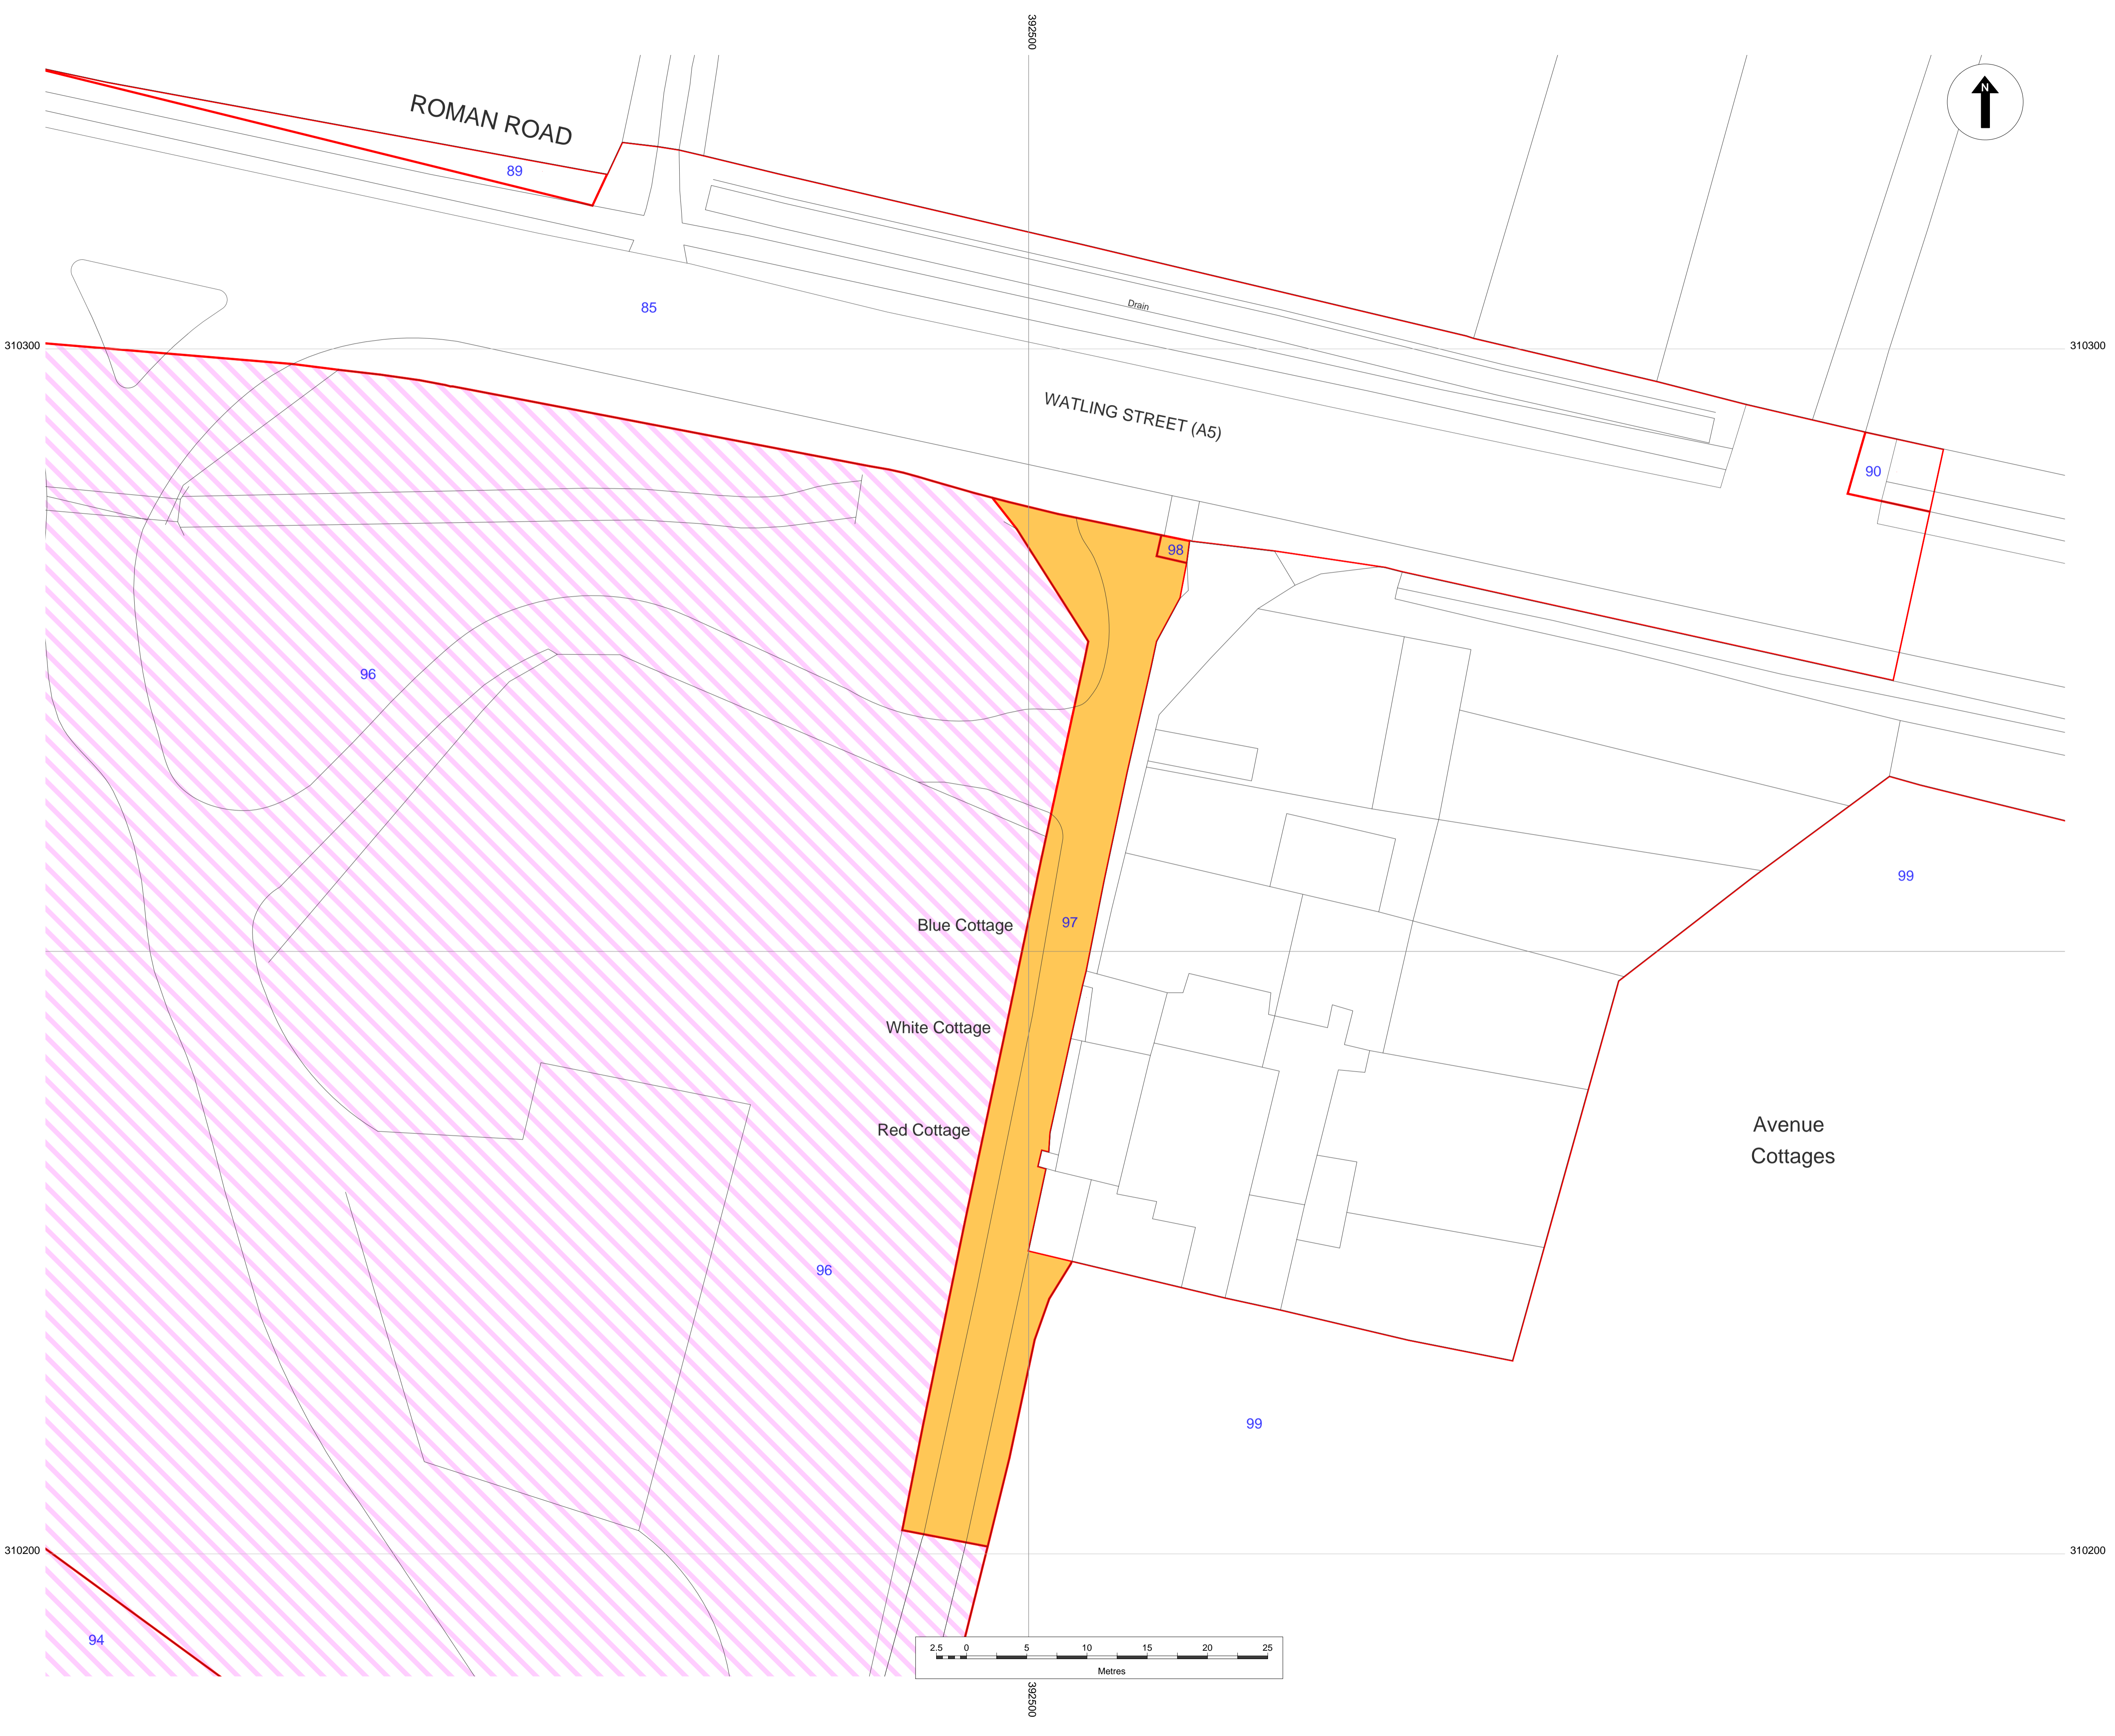 392500
N
ROMAN ROAD
89
85
Drain
310300
310300
WATLING STREET (A5)
90
98
96
99
Blue Cottage
97
White Cottage
Red Cottage
Avenue
Cottages
96
99
310200
310200
94
2.5 0 5 10 15 20 25
Metres
392500